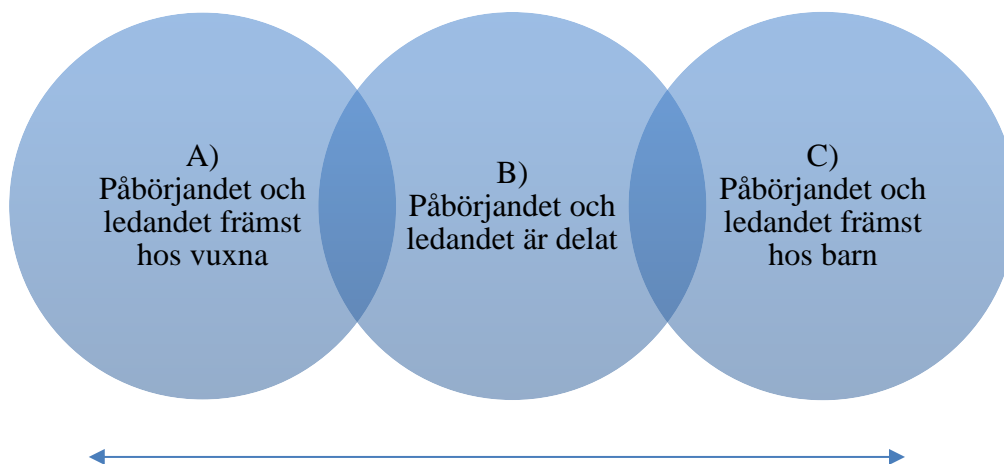 A)
Påbörjandet och
ledandet främst
hos vuxna
B)
Påbörjandet och
ledandet är delat
C)
Påbörjandet och
ledandet främst
hos barn